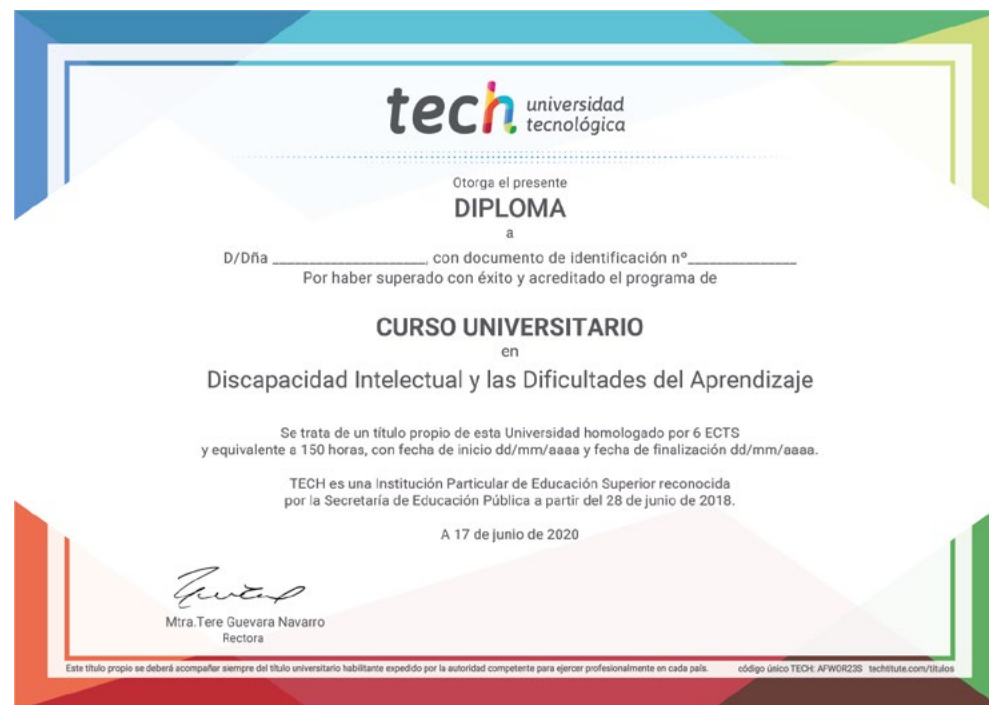 tech universidad
tecnológica
Otorga el presente
DIPLOMA
a
D/Dña ______________________, con documento de identificación nº_______________
Por haber superado con éxito y acreditado el programa de
CURSO UNIVERSITARIO
en
Discapacidad Intelectual y las Dificultades del Aprendizaje
Se trata de un título propio de esta Universidad homologado por 6 ECTS
y equivalente a 150 horas, con fecha de inicio dd/mm/aaaa y fecha de finalización dd/mm/aaaa.
TECH es una Institución Particular de Educación Superior reconocida
por la Secretaría de Educación Pública a partir del 28 de junio de 2018.
A 17 de junio de 2020
Mtra.Tere Guevara Navarro
Rectora
Este título propio se deberá acompañar siempre del título universitario habilitante expedido por la autoridad competente para ejercer profesionalmente en cada país. código único TECH: AFWOR23S techtitute.com/titulos